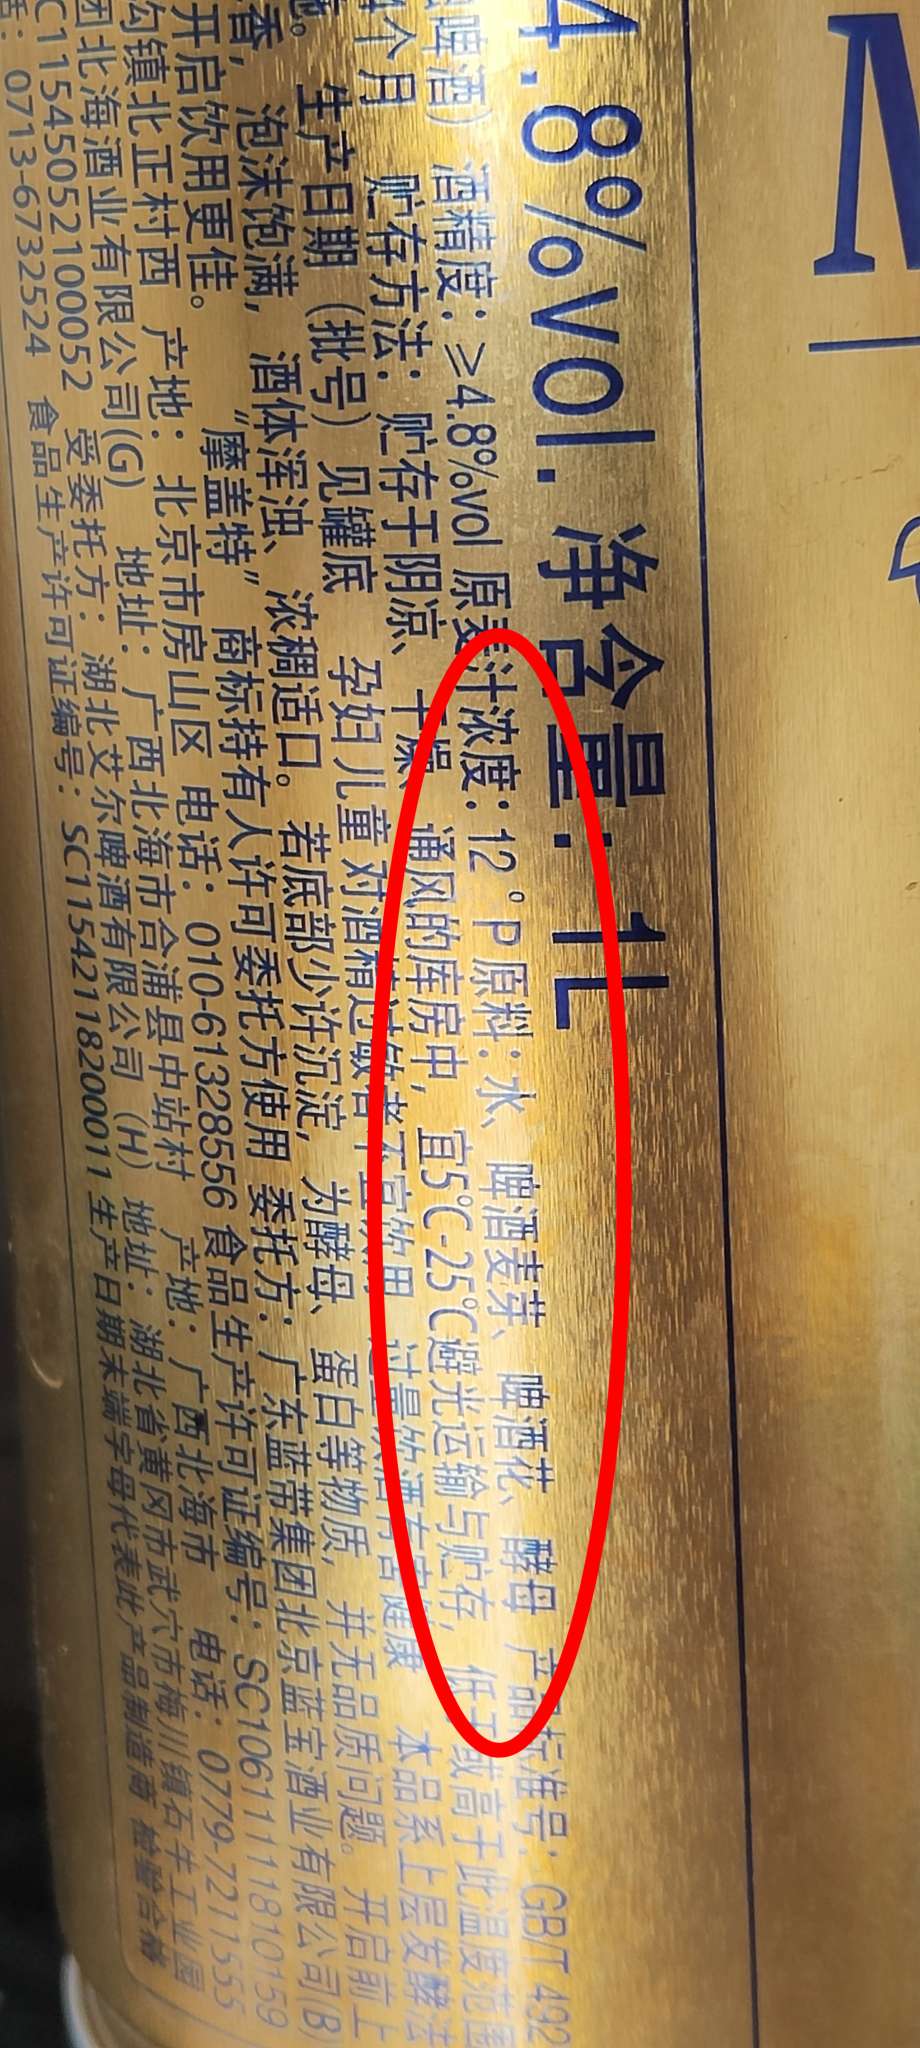 M
4.8%vol. 净含量: 1L
啤酒) 酒精度: ≥4.8%vol 原麦汁浓度: 12°P 原料: 水、啤酒麦芽、啤酒花、酵母 产品标准号: GB/T 492
个月 贮存方法: 贮存于阴凉、干燥、通风的库房中, 宜5℃-25℃避光运输与贮存; 低于或高于此温度范围
生产日期 (批号) 见罐底 孕妇 儿童 对酒精过敏者不宜饮用 过量饮酒有害健康 本品系上层发酵法
香, 泡沫饱满, 酒体浑浊、浓稠适口。若底部少许沉淀, 为酵母、蛋白等物质, 并无品质问题。开启前上
开启饮用更佳。 “摩盖特” 商标持有人许可委托方使用 委托方: 广东蓝带集团北京蓝宝酒业有限公司(B)
沟镇北正村西 产地: 北京市房山区 电话: 010-61328556 食品生产许可证编号: SC1061111810159
团北海酒业有限公司(G) 地址: 广西北海市合浦县中站村 产地: 广西北海市 电话: 0779-7211555
C11545052100052 受委托方: 湖北艾尔啤酒有限公司 (H) 地址: 湖北省黄冈市武穴市梅川镇石牛工业园
: 0713-6732524 食品生产许可证编号: SC11542118200011 生产日期末端字母代表此产品制造商 检验合格